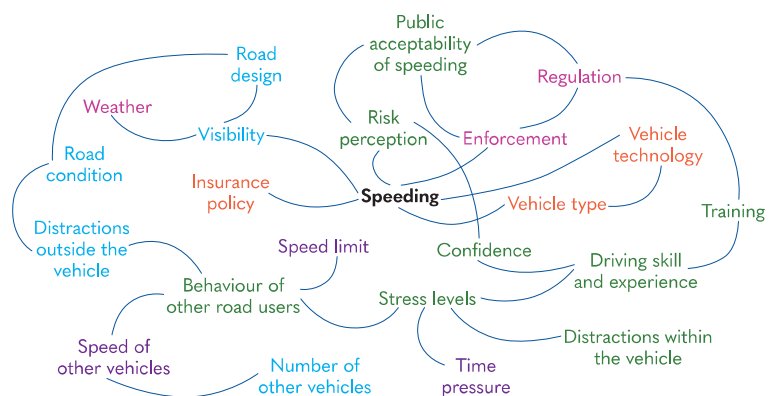 Public
acceptability
of speeding
Road
design
Regulation
Weather
Risk
perception
Visibility
Enforcement
Vehicle
technology
Road
condition
Insurance
policy
Speeding
Vehicle type
Training
Distractions
outside the
vehicle
Speed limit
Confidence
Driving skill
and experience
Behaviour of
other road users
Stress levels
Speed of
other vehicles
Number of
other vehicles
Time
pressure
Distractions within
the vehicle